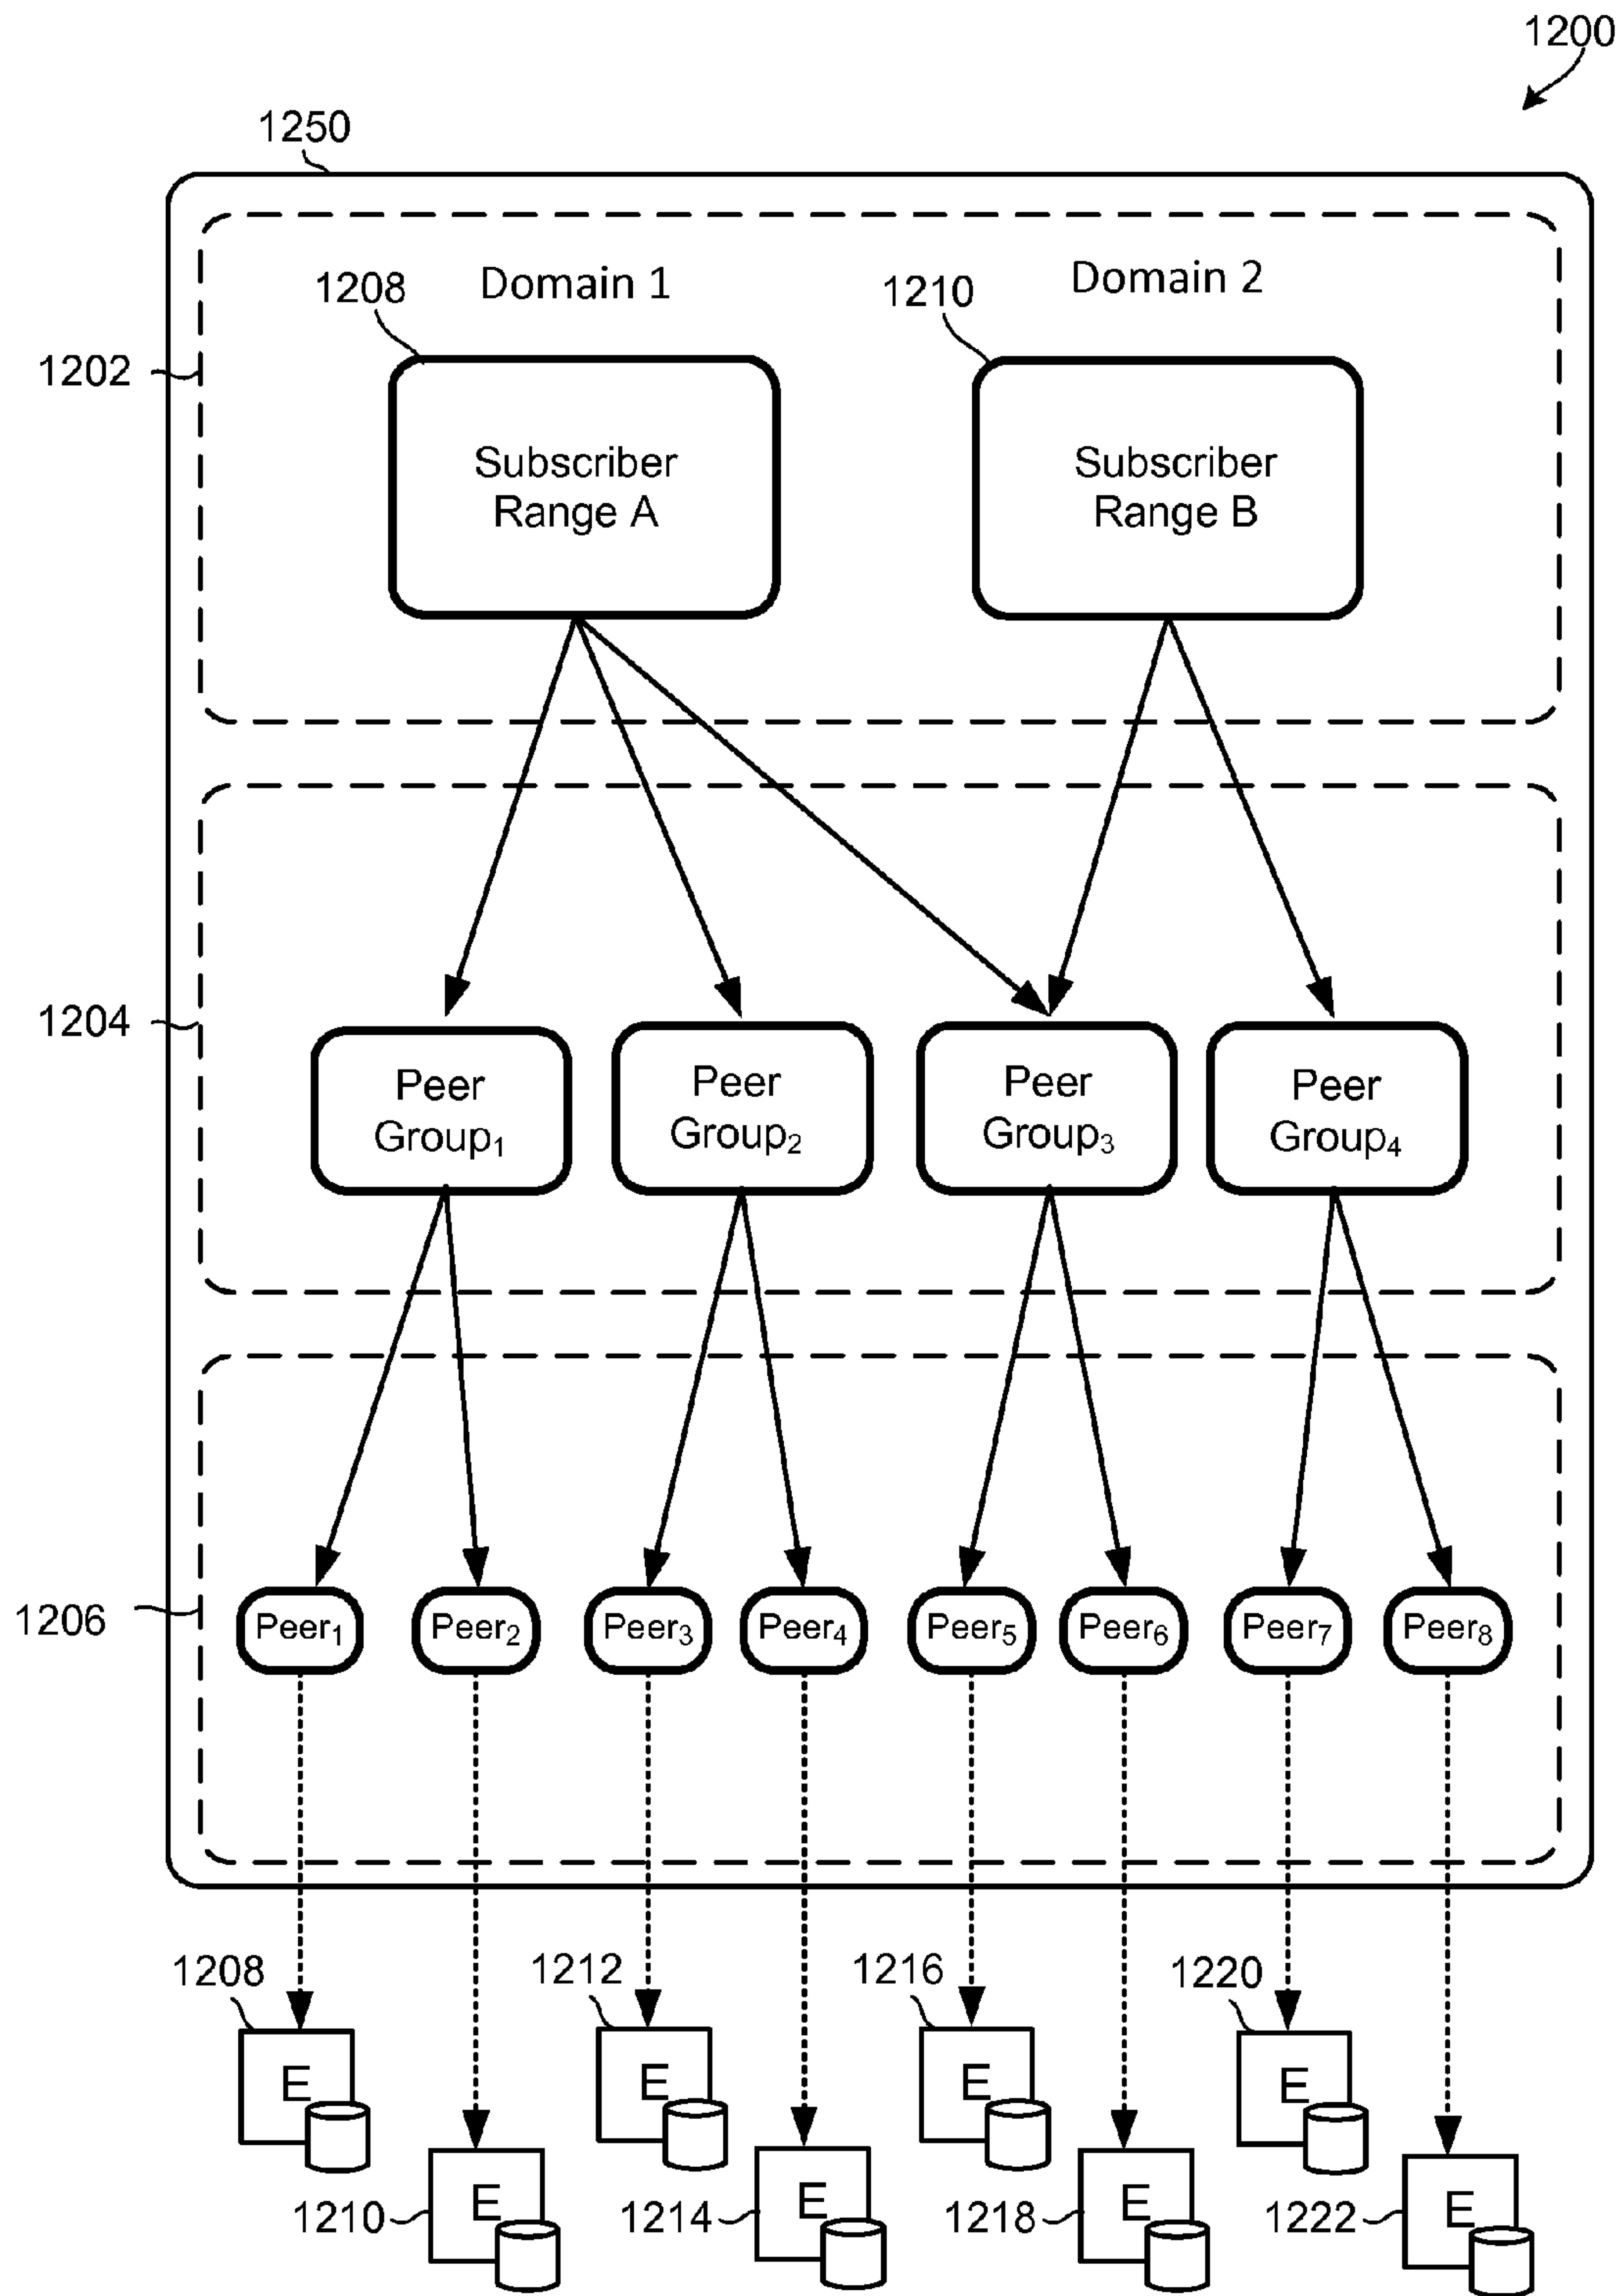 1200
1250
Domain 1
Domain 2
1208
1210
1202
Subscriber
Range A
Subscriber
Range B
1204
Peer
Group₁
Peer
Group₂
Peer
Group₃
Peer
Group₄
1206
Peer₁
Peer₂
Peer₃
Peer₄
Peer₅
Peer₆
Peer₇
Peer₈
1208
1212
1216
1220
E
E
E
E
1210
E
1214
E
1218
E
1222
E